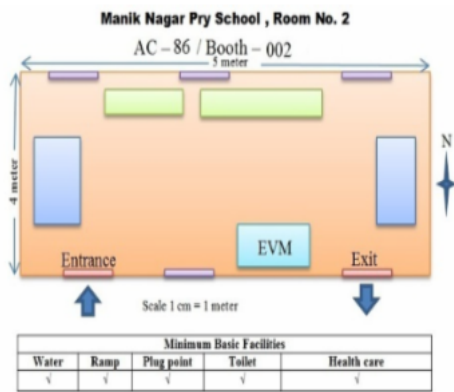 Manik Nagar Pry School , Room No. 2
AC – 86 / Booth – 002
5 meter
4 meter
N
EVM
Entrance
Exit
Scale 1 cm = 1 meter
Minimum Basic Facilities
Water Ramp Plug point Toilet Health care
√ √ √ √ √